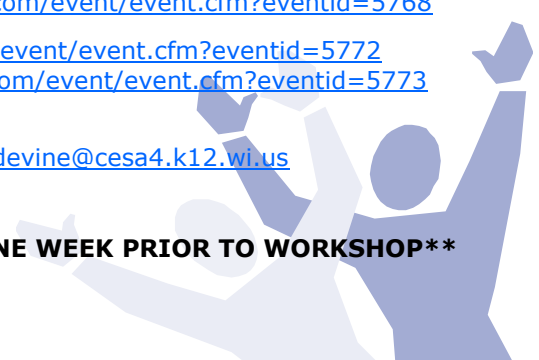 com/event/event.cfm?eventid=5768
event/event.cfm?eventid=5772
om/event/event.cfm?eventid=5773
devine@cesa4.k12.wi.us
NE WEEK PRIOR TO WORKSHOP**